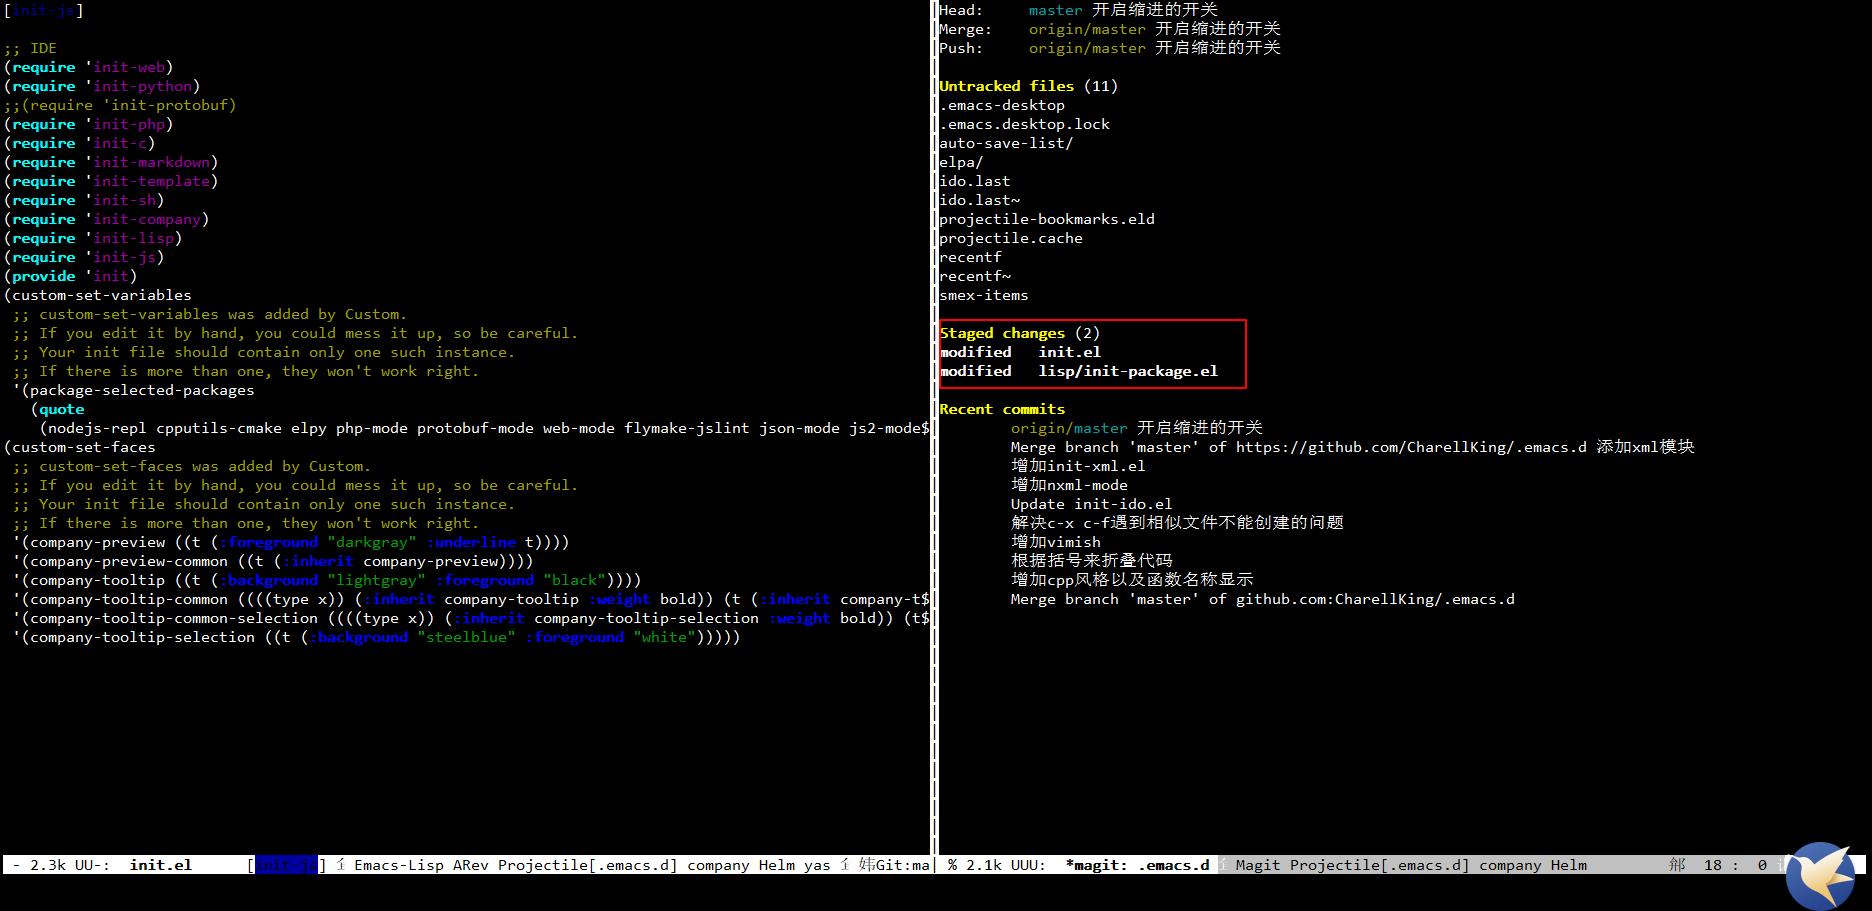 [init-js]
;; IDE
(require 'init-web)
(require 'init-python)
;;(require 'init-protobuf)
(require 'init-php)
(require 'init-c)
(require 'init-markdown)
(require 'init-template)
(require 'init-sh)
(require 'init-company)
(require 'init-lisp)
(require 'init-js)
(provide 'init)
(custom-set-variables
 ;; custom-set-variables was added by Custom.
 ;; If you edit it by hand, you could mess it up, so be careful.
 ;; Your init file should contain only one such instance.
 ;; If there is more than one, they won't work right.
 '(package-selected-packages
   (quote
    (nodejs-repl cpputils-cmake elpy php-mode protobuf-mode web-mode flymake-jslint json-mode js2-mode$
(custom-set-faces
 ;; custom-set-faces was added by Custom.
 ;; If you edit it by hand, you could mess it up, so be careful.
 ;; Your init file should contain only one such instance.
 ;; If there is more than one, they won't work right.
 '(company-preview ((t (:foreground "darkgray" :underline t))))
 '(company-preview-common ((t (:inherit company-preview))))
 '(company-tooltip ((t (:background "lightgray" :foreground "black"))))
 '(company-tooltip-common ((((type x)) (:inherit company-tooltip :weight bold)) (t (:inherit company-t$
 '(company-tooltip-common-selection ((((type x)) (:inherit company-tooltip-selection :weight bold)) (t$
 '(company-tooltip-selection ((t (:background "steelblue" :foreground "white")))))
- 2.3k UU-: init.el [init-js] Emacs-Lisp ARev Projectile[.emacs.d] company Helm yas Git:ma
Head: master 开启缩进的开关
Merge: origin/master 开启缩进的开关
Push: origin/master 开启缩进的开关
Untracked files (11)
.emacs-desktop
.emacs.desktop.lock
auto-save-list/
elpa/
ido.last
ido.last~
projectile-bookmarks.eld
projectile.cache
recentf
recentf~
smex-items
Staged changes (2)
modified init.el
modified lisp/init-package.el
Recent commits
origin/master 开启缩进的开关
Merge branch 'master' of https://github.com/CharellKing/.emacs.d 添加xml模块
增加init-xml.el
增加nxml-mode
Update init-ido.el
解决c-x c-f遇到相似文件不能创建的问题
增加vimish
根据括号来折叠代码
增加cpp风格以及函数名称显示
Merge branch 'master' of github.com:CharellKing/.emacs.d
% 2.1k UUU: *magit: .emacs.d Magit Projectile[.emacs.d] company Helm 18 : 0